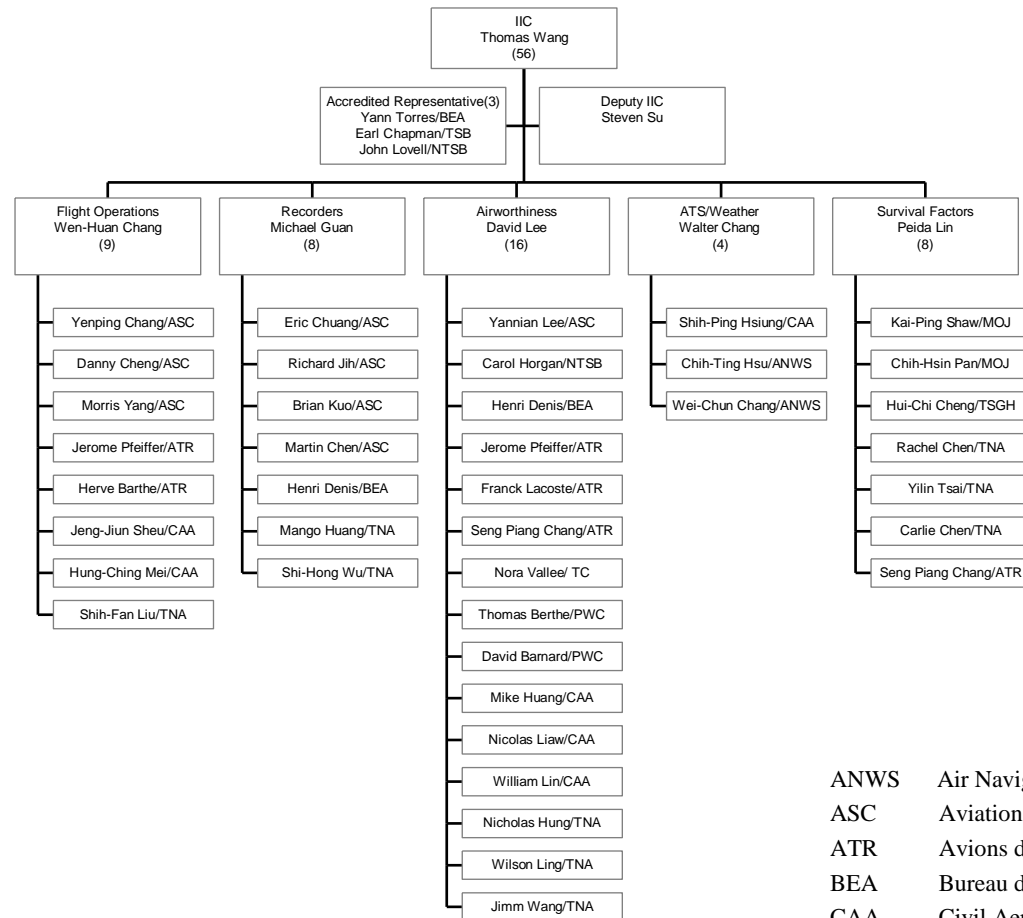 IIC
Thomas Wang
(56)
Accredited Representative(3)
Yann Torres/BEA
Earl Chapman/TSB
John Lovell/NTSB
Deputy IIC
Steven Su
Flight Operations
Wen-Huan Chang
(9)
Yenping Chang/ASC
Danny Cheng/ASC
Morris Yang/ASC
Jerome Pfeiffer/ATR
Herve Barthe/ATR
Jeng-Jiun Sheu/CAA
Hung-Ching Mei/CAA
Shih-Fan Liu/TNA
Recorders
Michael Guan
(8)
Eric Chuang/ASC
Richard Jih/ASC
Brian Kuo/ASC
Martin Chen/ASC
Henri Denis/BEA
Mango Huang/TNA
Shi-Hong Wu/TNA
Airworthiness
David Lee
(16)
Yannian Lee/ASC
Carol Horgan/NTSB
Henri Denis/BEA
Jerome Pfeiffer/ATR
Franck Lacoste/ATR
Seng Piang Chang/ATR
Nora Vallee/ TC
Thomas Berthe/PWC
David Barnard/PWC
Mike Huang/CAA
Nicolas Liaw/CAA
William Lin/CAA
Nicholas Hung/TNA
Wilson Ling/TNA
Jimm Wang/TNA
ATS/Weather
Walter Chang
(4)
Shih-Ping Hsiung/CAA
Chih-Ting Hsu/ANWS
Wei-Chun Chang/ANWS
Survival Factors
Peida Lin
(8)
Kai-Ping Shaw/MOJ
Chih-Hsin Pan/MOJ
Hui-Chi Cheng/TSGH
Rachel Chen/TNA
Yilin Tsai/TNA
Carlie Chen/TNA
Seng Piang Chang/ATR
ANWS Air
ASC Aviation
ATR Avions
BEA Bureau
CAA Civil